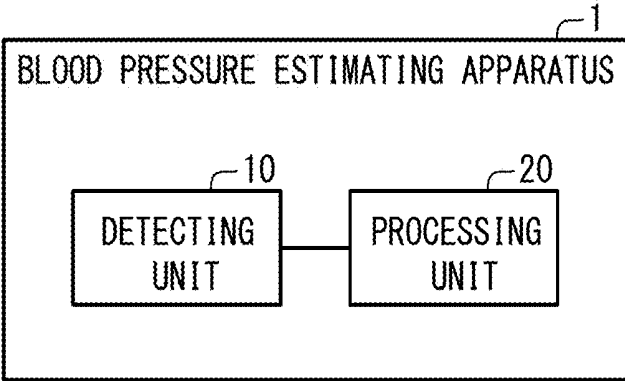 1
BLOOD PRESSURE ESTIMATING APPARATUS
10
20
DETECTING
UNIT
PROCESSING
UNIT